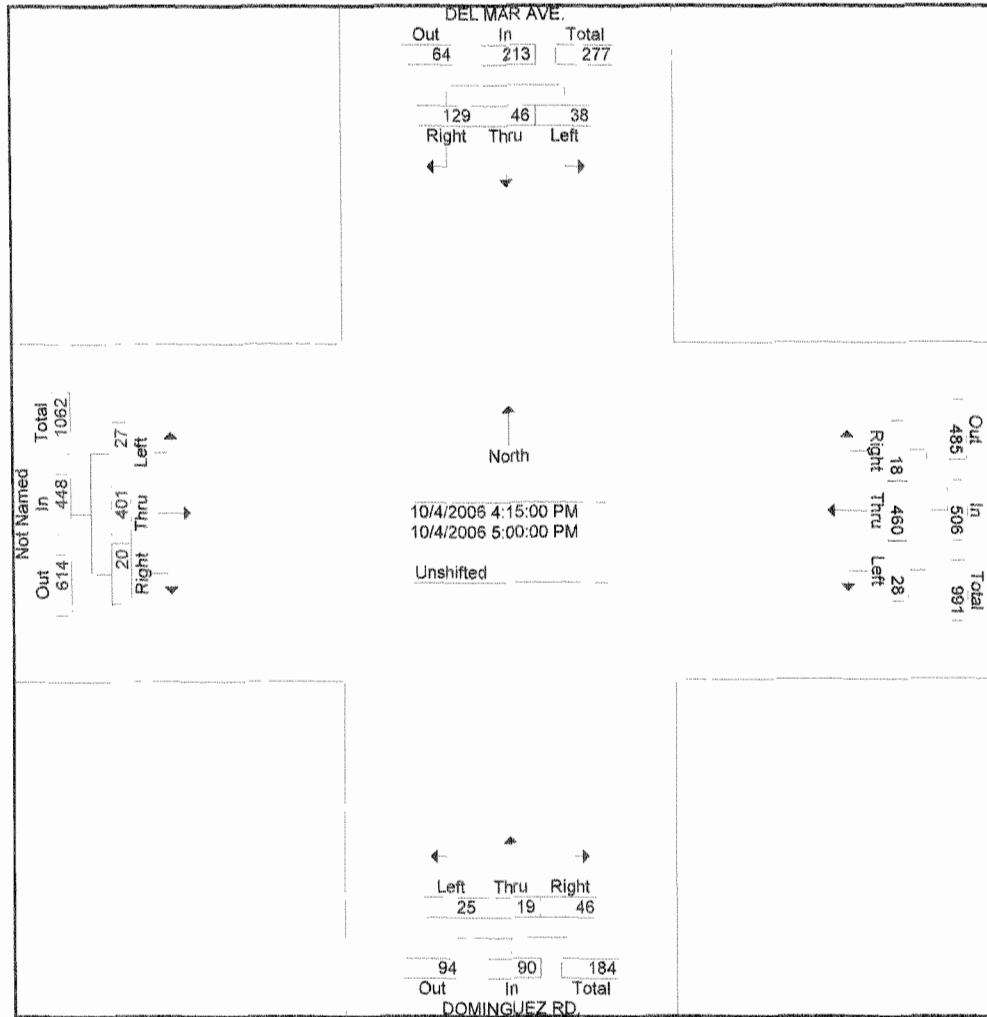 DEL MAR AVE.
Out In Total
64 213 277
129 46 38
Right Thru Left
Total
1062
27
Left
Not Named
In
448
401
Thru
Out
614
20
Right
North
10/4/2006 4:15:00 PM
10/4/2006 5:00:00 PM
Unshifted
Out
485
Right
18
In
506
Thru
460
Total
991
Left
28
Left Thru Right
25 19 46
94 90 184
Out In Total
DOMINGUEZ RD.